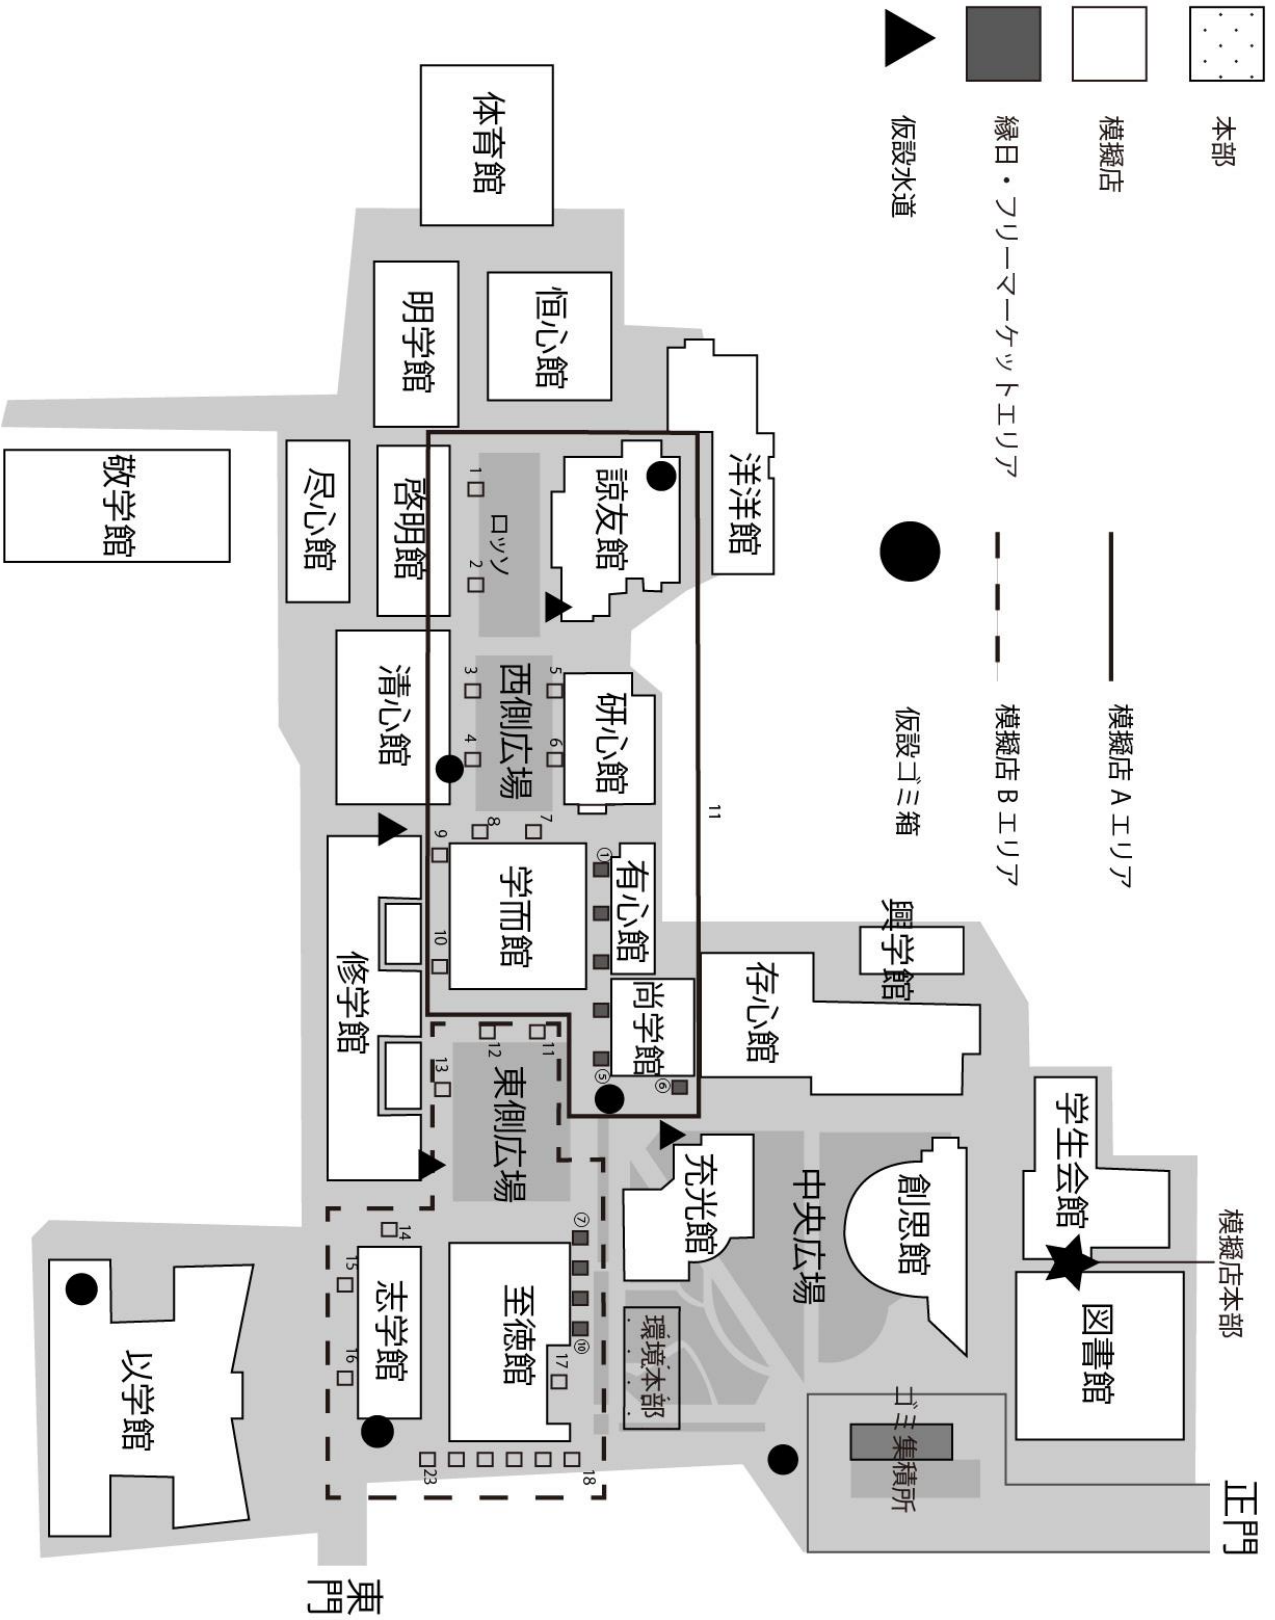 本部
模擬店
縁日・フリーマーケットエリア
仮設水道
模擬店 A エリア
模擬店 B エリア
仮設ゴミ箱
正門
模擬店本部
学生会館
図書館
興学館
存心館
創思館
中央広場
ゴミ集積所
充光館
環境本部
洋洋館
11
諒友館
研心館
有心館
尚学館
①
⑤
⑥
⑦
⑩
体育館
恒心館
明学館
ロッソ
1
2
西側広場
3
4
5
6
7
8
9
10
学而館
東側広場
11
12
13
至徳館
17
18
23
啓明館
清心館
修学館
志学館
14
15
16
尽心館
敬学館
以学館
東門